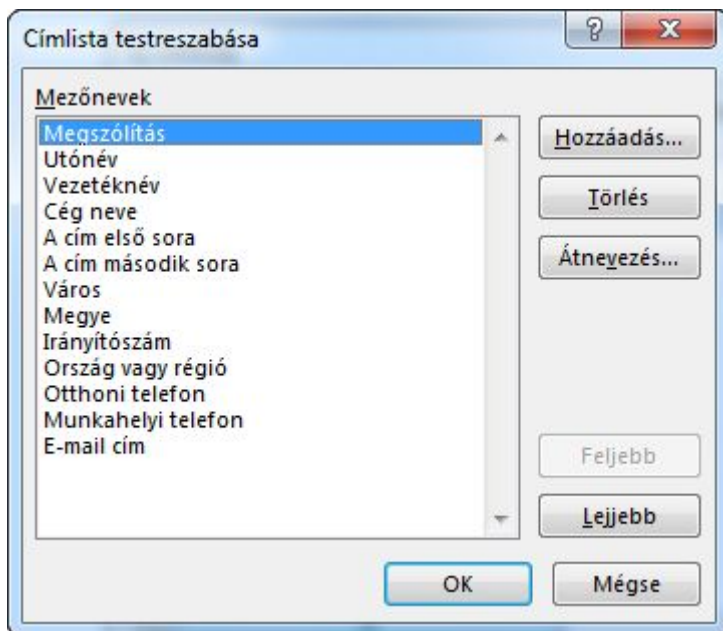 Címlista testreszabása
Mezőnevek
Megszólítás
Utónév
Vezetéknév
Cég neve
A cím első sora
A cím második sora
Város
Megye
Irányítószám
Ország vagy régió
Otthoni telefon
Munkahelyi telefon
E-mail cím
Hozzáadás...
Törlés
Átnevezés...
Feljebb
Lejjebb
OK
Mégse